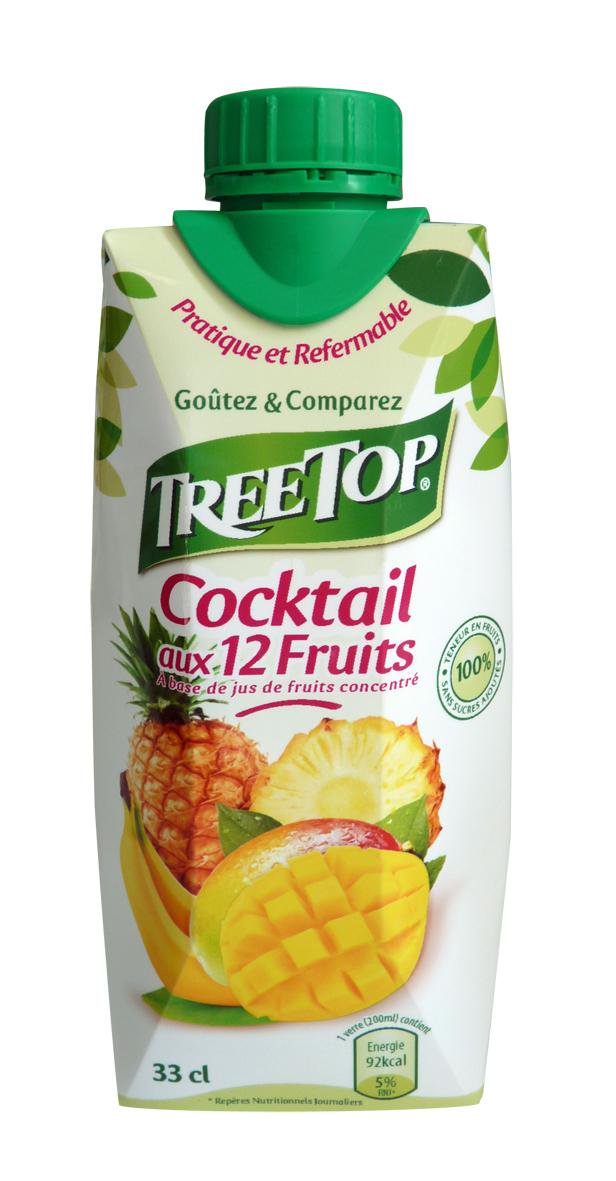 Pratique et Refermable
Goûtez & Comparez
TREETOP®
Cocktail
aux 12 Fruits
A base de jus de fruits concentré
TENEUR EN FRUITS
100%
SANS SUCRES AJOUTÉS
1 verre (200ml) contient
Energie
92kcal
5%
RNJ*
33 cl
* Repères Nutritionnels Journaliers